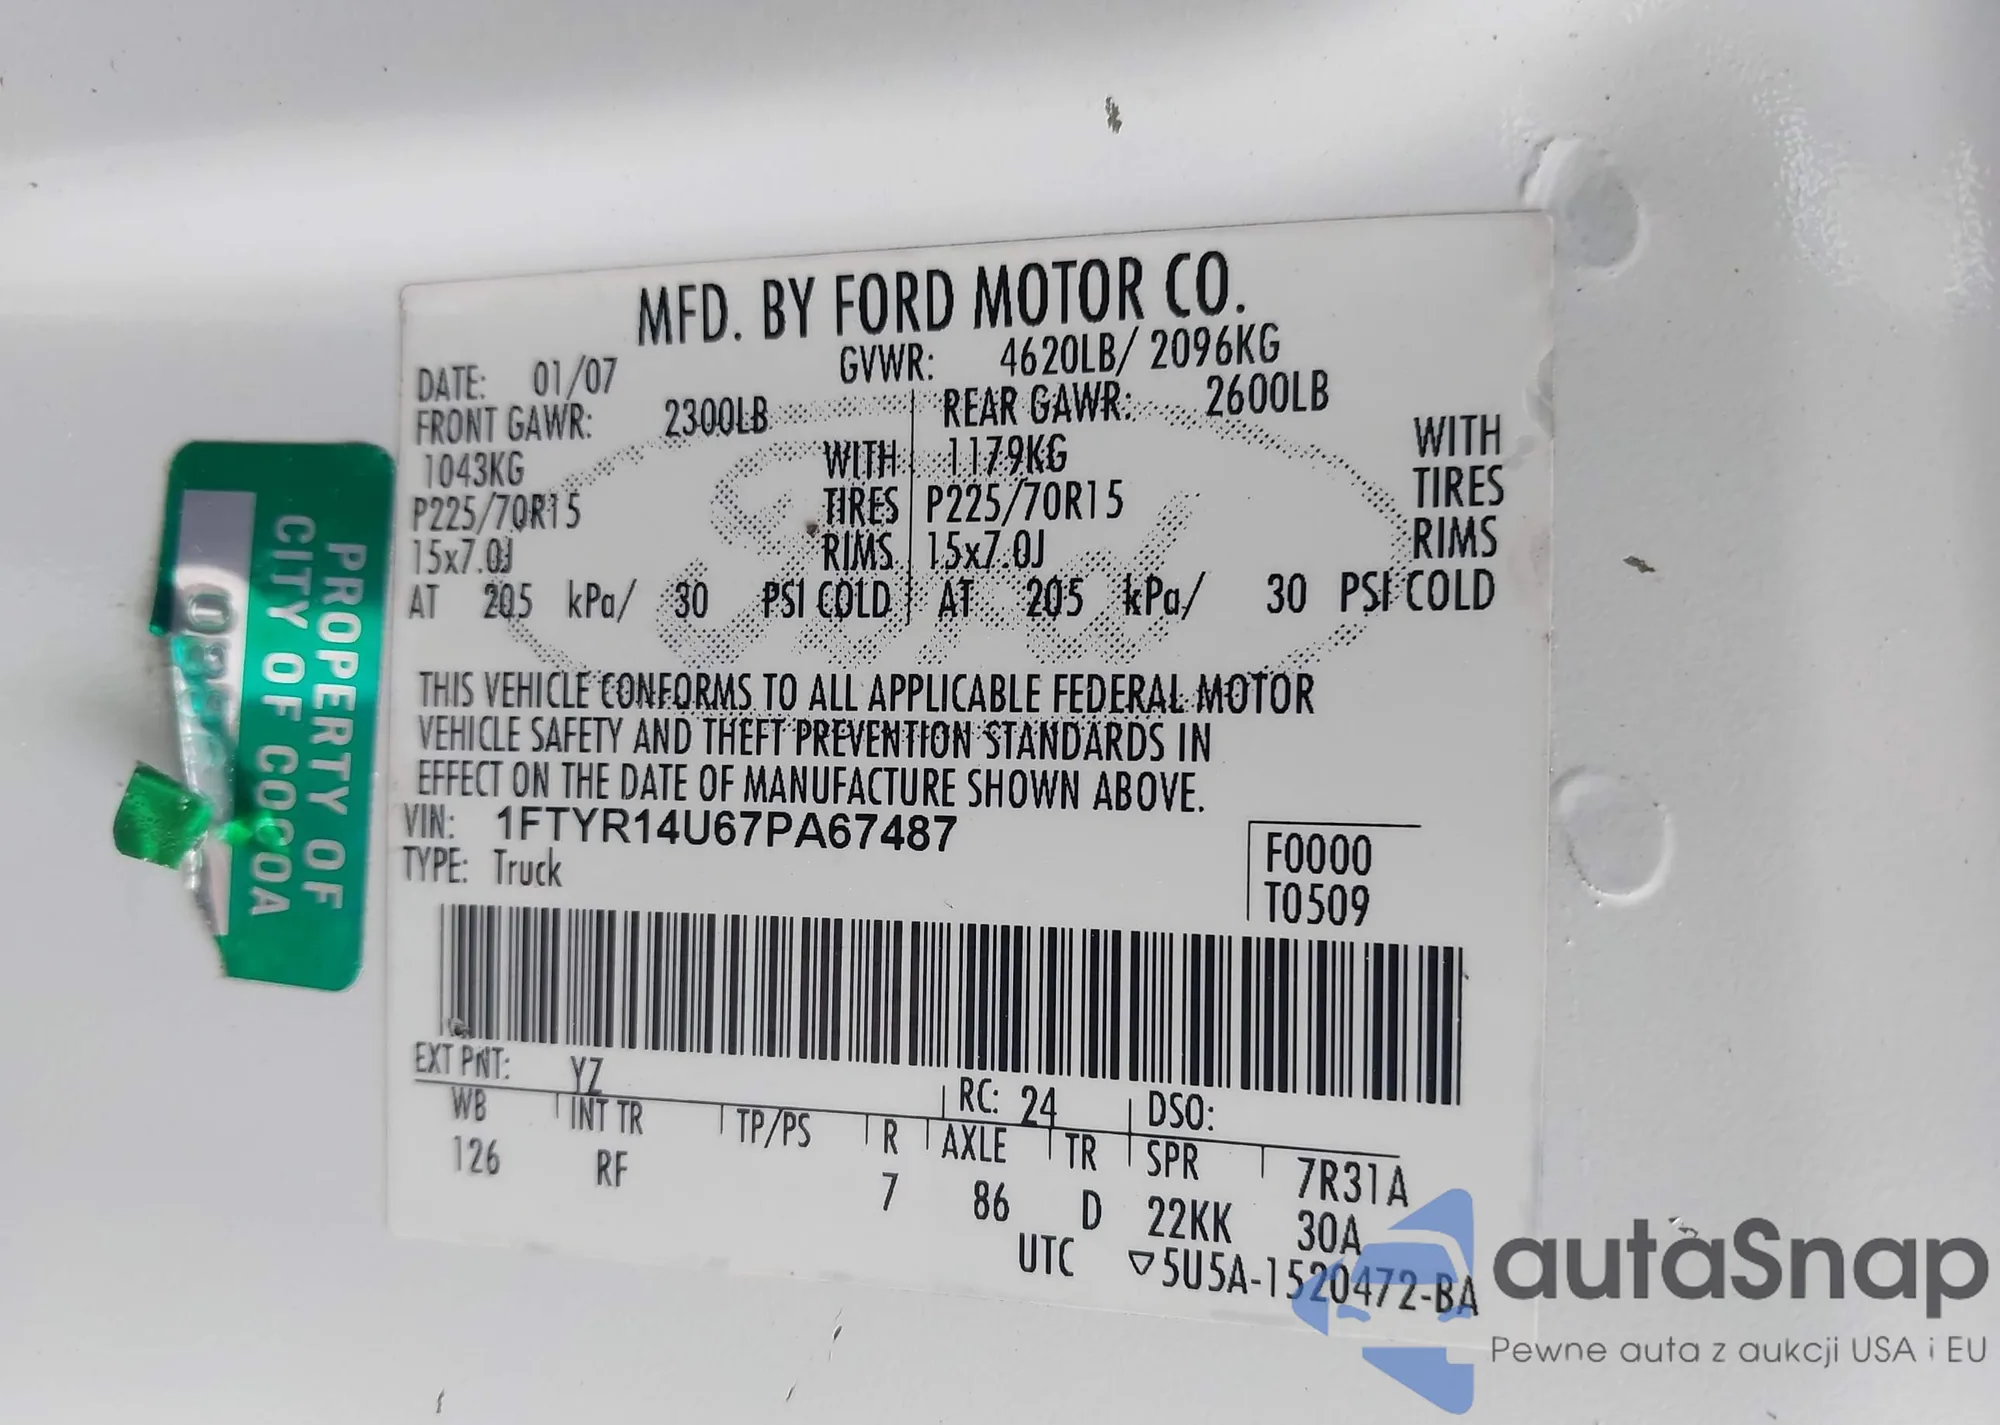 MFD. BY FORD MOTOR CO.
DATE: 01/07 GVWR: 4620LB/ 2096KG
FRONT GAWR: 2300LB REAR GAWR: 2600LB
1043KG WITH 1179KG WITH
P225/70R15 TIRES P225/70R15 TIRES
15x7.0J RIMS 15x7.0J RIMS
AT 205 kPa/ 30 PSI COLD AT 205 kPa/ 30 PSI COLD
THIS VEHICLE CONFORMS TO ALL APPLICABLE FEDERAL MOTOR
VEHICLE SAFETY AND THEFT PREVENTION STANDARDS IN
EFFECT ON THE DATE OF MANUFACTURE SHOWN ABOVE.
VIN: 1FTYR14U67PA67487
TYPE: Truck
F0000
T0509
EXT PNT: YZ RC: 24 DSO:
WB INT TR TP/PS R AXLE TR SPR 7R31A
126 RF 7 86 D 22KK 30A
UTC ▽5U5A-1520472-BA
PROPERTY OF
CITY OF COCOA
autaSnap
Pewne auta z aukcji USA i EU